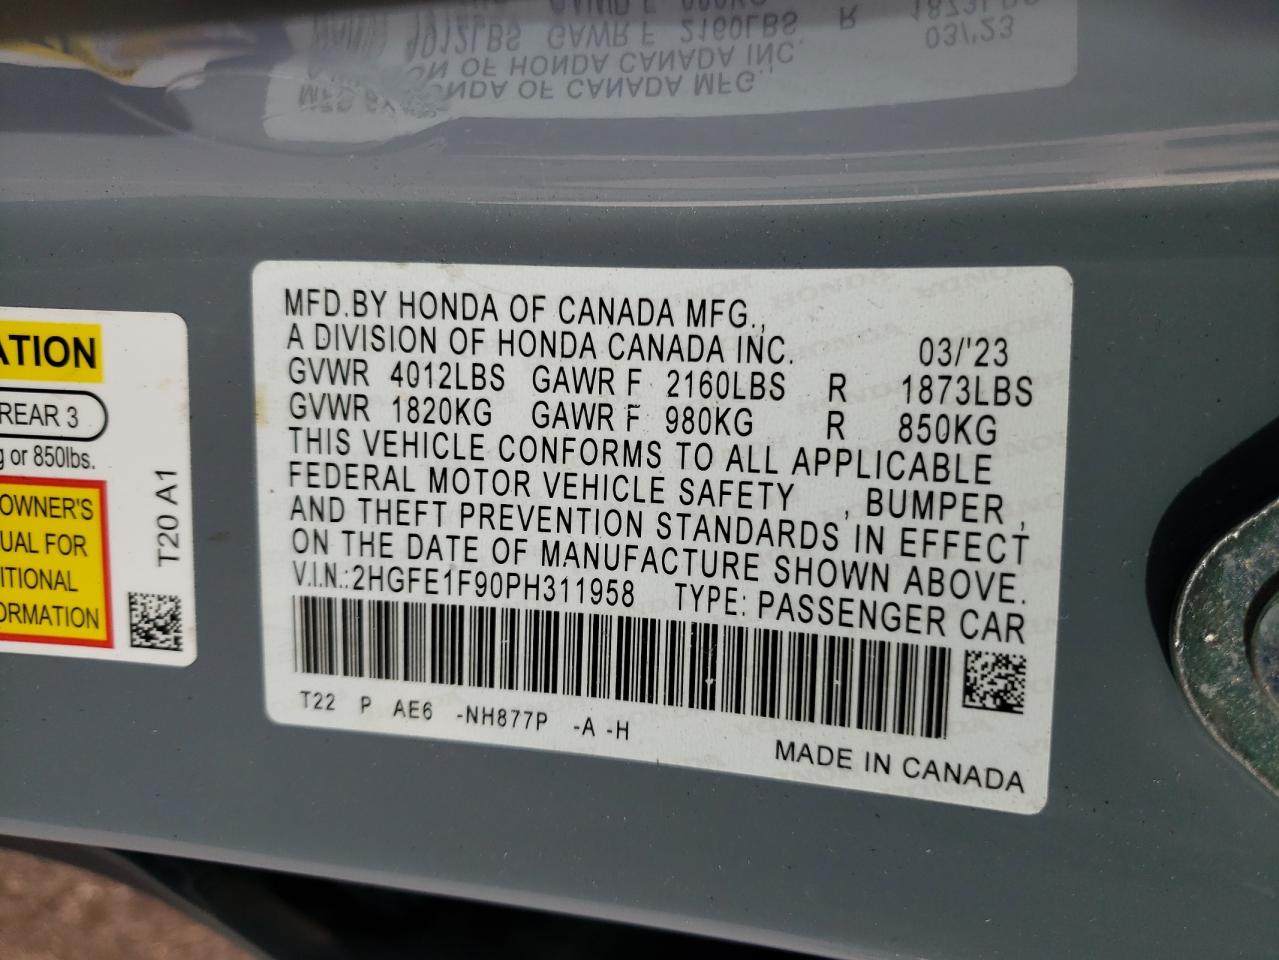 MFD.BY HONDA OF CANADA MFG.,
A DIVISION OF HONDA CANADA INC. 03/'23
GVWR 4012LBS GAWR F 2160LBS R 1873LBS
GVWR 1820KG GAWR F 980KG R 850KG
THIS VEHICLE CONFORMS TO ALL APPLICABLE
FEDERAL MOTOR VEHICLE SAFETY , BUMPER ,
AND THEFT PREVENTION STANDARDS IN EFFECT
ON THE DATE OF MANUFACTURE SHOWN ABOVE.
V.I.N.:2HGFE1F90PH311958 TYPE: PASSENGER CAR
T22 P AE6 -NH877P -A -H
MADE IN CANADA
ATION
REAR 3
g or 850lbs.
OWNER'S
UAL FOR
ITIONAL
ORMATION
T20 A1